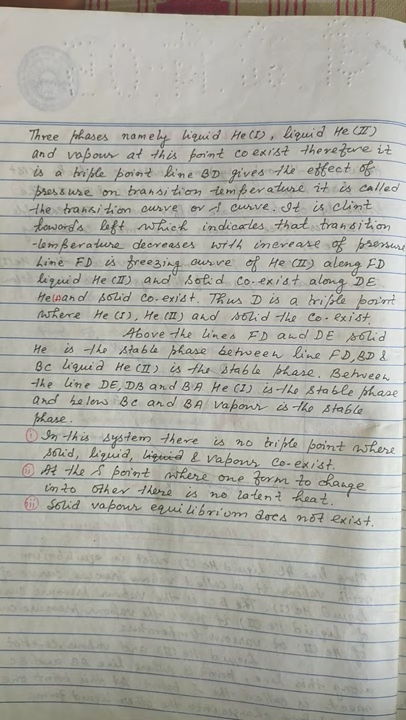 Three phases namely liquid He(I), liquid He(II)
and vapour at this point co exist therefore it
is a triple point line BD gives the effect of
pressure on transition temperature it is called
the transition curve or λ curve. It is clint
towards left which indicates that transition
-temperature decreases with increase of pressure
Line FD is freezing curve of He(II) along FD
liquid He(II) and solid co-exist along DE
He(I) and solid co-exist. Thus D is a triple point
where He(I), He(II) and solid the co-exist.
Above the lines FD and DE solid
He is the stable phase between line FD, BD &
BC liquid He(II) is the stable phase. Between
the line DE, DB and BA He(I) is the stable phase
and below BC and BA vapour is the stable
phase.
(i) In this system there is no triple point where
solid, liquid, liquid & vapour co-exist.
(ii) At the λ point where one form to change
into other there is no latent heat.
(iii) Solid vapour equilibrium does not exist.